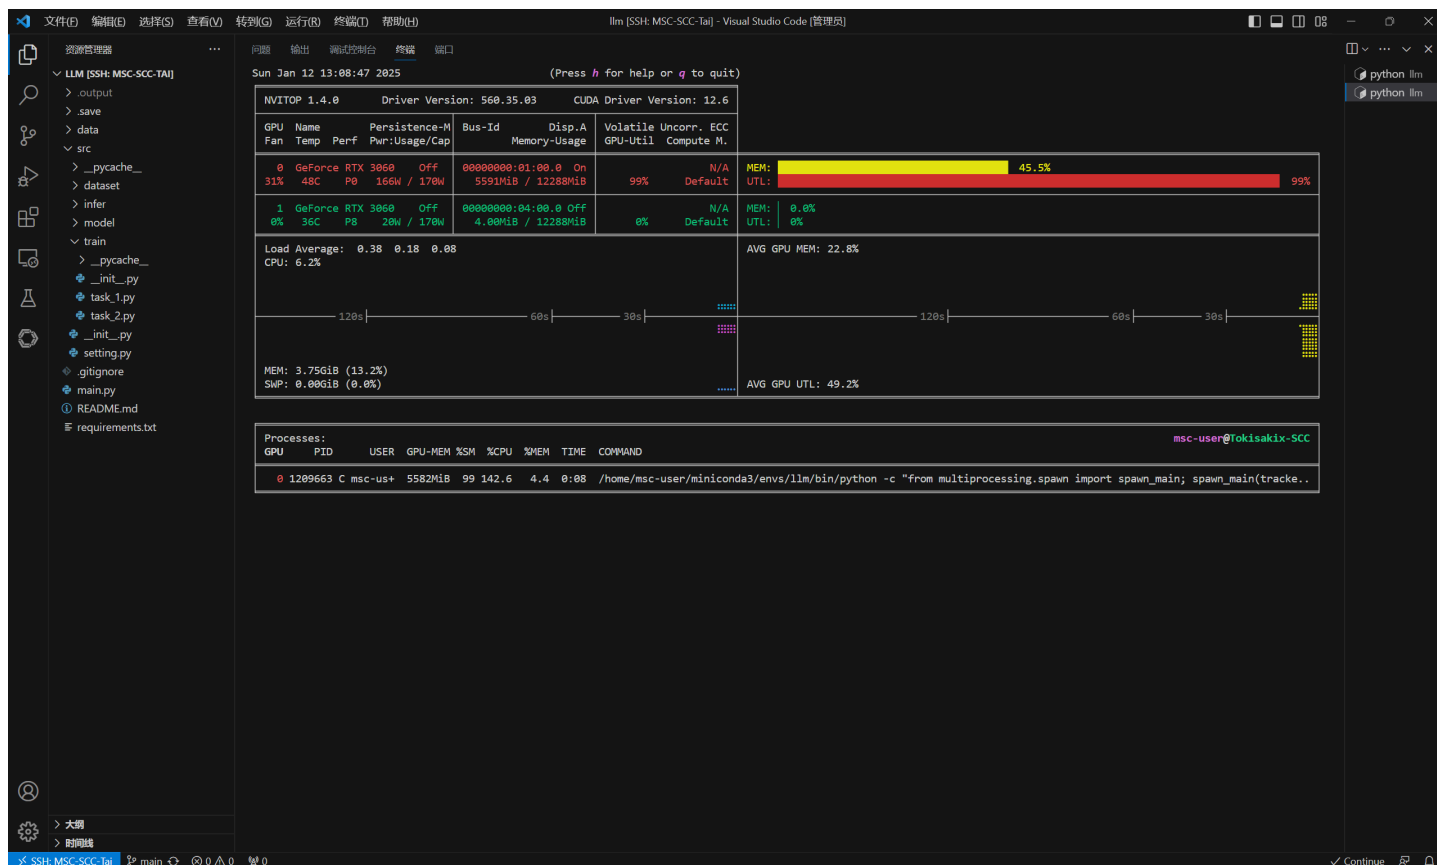 文件(F) 编辑(E) 选择(S) 查看(V) 转到(G) 运行(R) 终端(T) 帮助(H) llm [SSH: MSC-SCC-Tai] - Visual Studio Code [管理员]
资源管理器 ... 问题 输出 调试控制台 终端 端口
LLM [SSH: MSC-SCC-TAI]
.output
.save
data
src
__pycache__
dataset
infer
model
train
__pycache__
__init__.py
task_1.py
task_2.py
__init__.py
setting.py
.gitignore
main.py
README.md
requirements.txt
大纲
时间线
Sun Jan 12 13:08:47 2025 (Press h for help or q to quit)
NVITOP 1.4.0 Driver Version: 560.35.03 CUDA Driver Version: 12.6
GPU Name Persistence-M Bus-Id Disp.A Volatile Uncorr. ECC
Fan Temp Perf Pwr:Usage/Cap Memory-Usage GPU-Util Compute M.
0 GeForce RTX 3060 Off 00000000:01:00.0 On N/A MEM: 45.5%
31% 48C P0 166W / 170W 5591MiB / 12288MiB 99% Default UTL: 99%
1 GeForce RTX 3060 Off 00000000:04:00.0 Off N/A MEM: 0.0%
0% 36C P8 20W / 170W 4.00MiB / 12288MiB 0% Default UTL: 0%
Load Average: 0.38 0.18 0.08 AVG GPU MEM: 22.8%
CPU: 6.2%
120s 60s 30s 120s 60s 30s
MEM: 3.75GiB (13.2%)
SWP: 0.00GiB (0.0%) AVG GPU UTL: 49.2%
Processes: msc-user@Tokisakix-SCC
GPU PID USER GPU-MEM %SM %CPU %MEM TIME COMMAND
0 1209663 C msc-us+ 5582MiB 99 142.6 4.4 0:08 /home/msc-user/miniconda3/envs/llm/bin/python -c "from multiprocessing.spawn import spawn_main; spawn_main(tracke..
python llm
python llm
SSH: MSC-SCC-Tai main 0 0 0 Continue